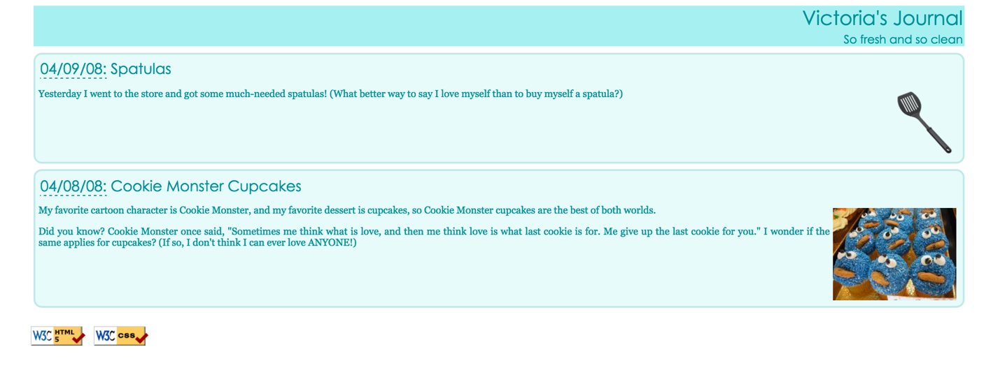 Victoria's Journal
So fresh and so clean
04/09/08: Spatulas
Yesterday I went to the store and got some much-needed spatulas! (What better way to say I love myself than to buy myself a spatula?)
04/08/08: Cookie Monster Cupcakes
My favorite cartoon character is Cookie Monster, and my favorite dessert is cupcakes, so Cookie Monster cupcakes are the best of both worlds.
Did you know? Cookie Monster once said, "Sometimes me think what is love, and then me think love is what last cookie is for. Me give up the last cookie for you." I wonder if the
same applies for cupcakes? (If so, I don't think I can ever love ANYONE!)
W3C HTML 5 W3C css